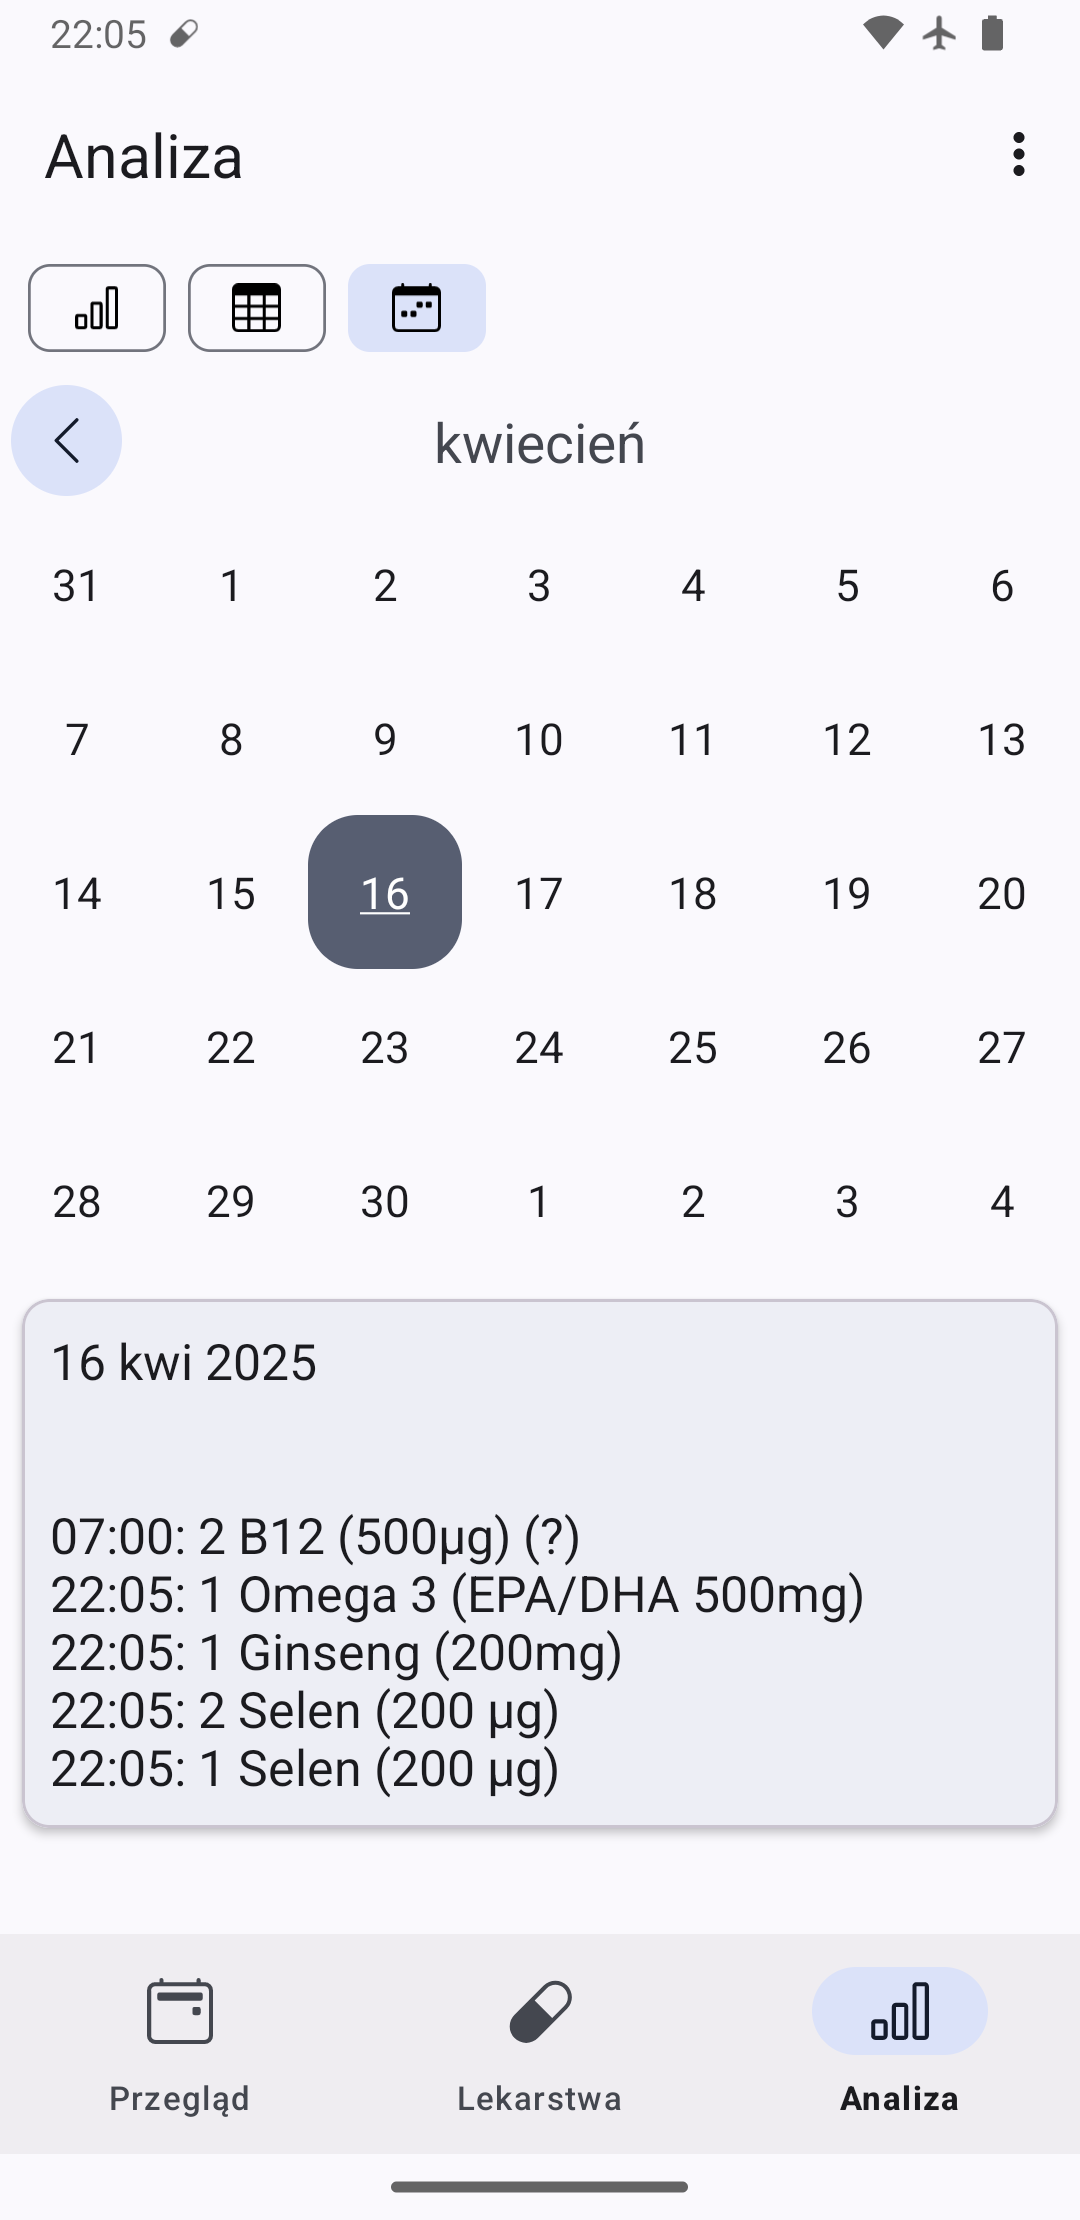 22:05
Analiza
kwiecień
31 1 2 3 4 5 6
7 8 9 10 11 12 13
14 15 16 17 18 19 20
21 22 23 24 25 26 27
28 29 30 1 2 3 4
16 kwi 2025
07:00: 2 B12 (500µg) (?)
22:05: 1 Omega 3 (EPA/DHA 500mg)
22:05: 1 Ginseng (200mg)
22:05: 2 Selen (200 µg)
22:05: 1 Selen (200 µg)
Przegląd Lekarstwa Analiza